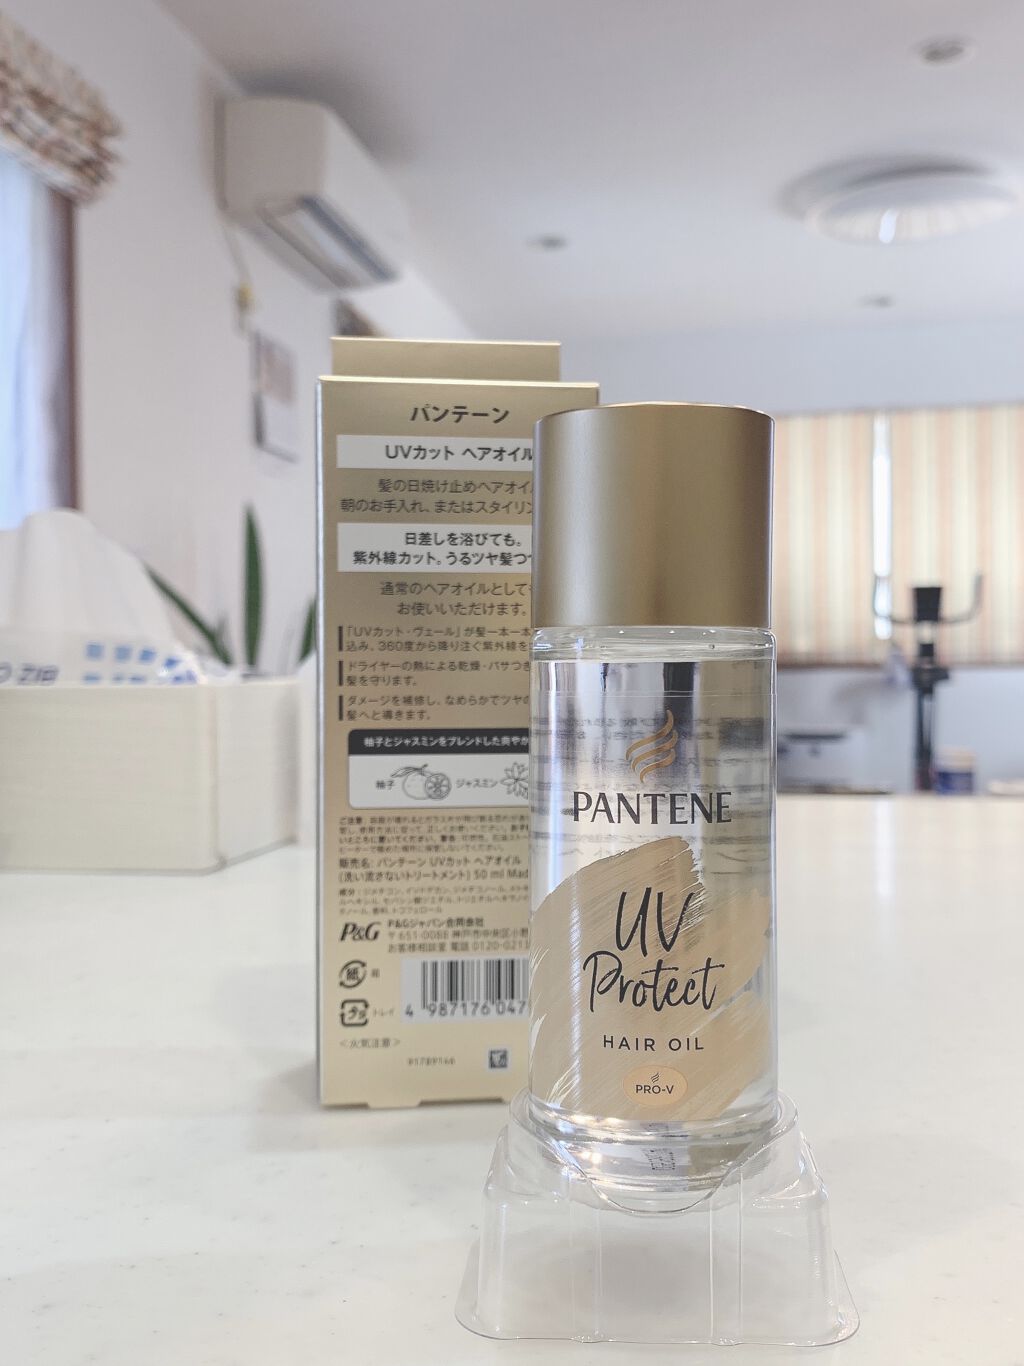 パンテーン
UVカット ヘアオイル
髪の日焼け止めヘアオイ
朝のお手入れ、またはスタイリン
日差しを浴びても。
紫外線カット。うるツヤ髪つ
通常のヘアオイルとして
お使いいただけます。
「UVカット・ヴェール」が髪一本一本
込み、360度から降り注ぐ紫外線を
ドライヤーの熱による乾燥・パサつき
髪を守ります。
ダメージを補修し、なめらかでツヤの
髪へと導きます。
柚子とジャスミンをブレンドした爽やか
柚子
ジャスミン
販売名: パンテーン UVカット ヘアオイル
(洗い流さないトリートメント) 50 ml Mad
P&G
P&Gジャパン合同会社
〒651-0088 神戸市中央区小野
お客様相談室 電話 0120-021
紙
箱
プラ
トレイ
4 987176 047
<火気注意>
PANTENE
UV
Protect
HAIR OIL
PRO-V
ZIP